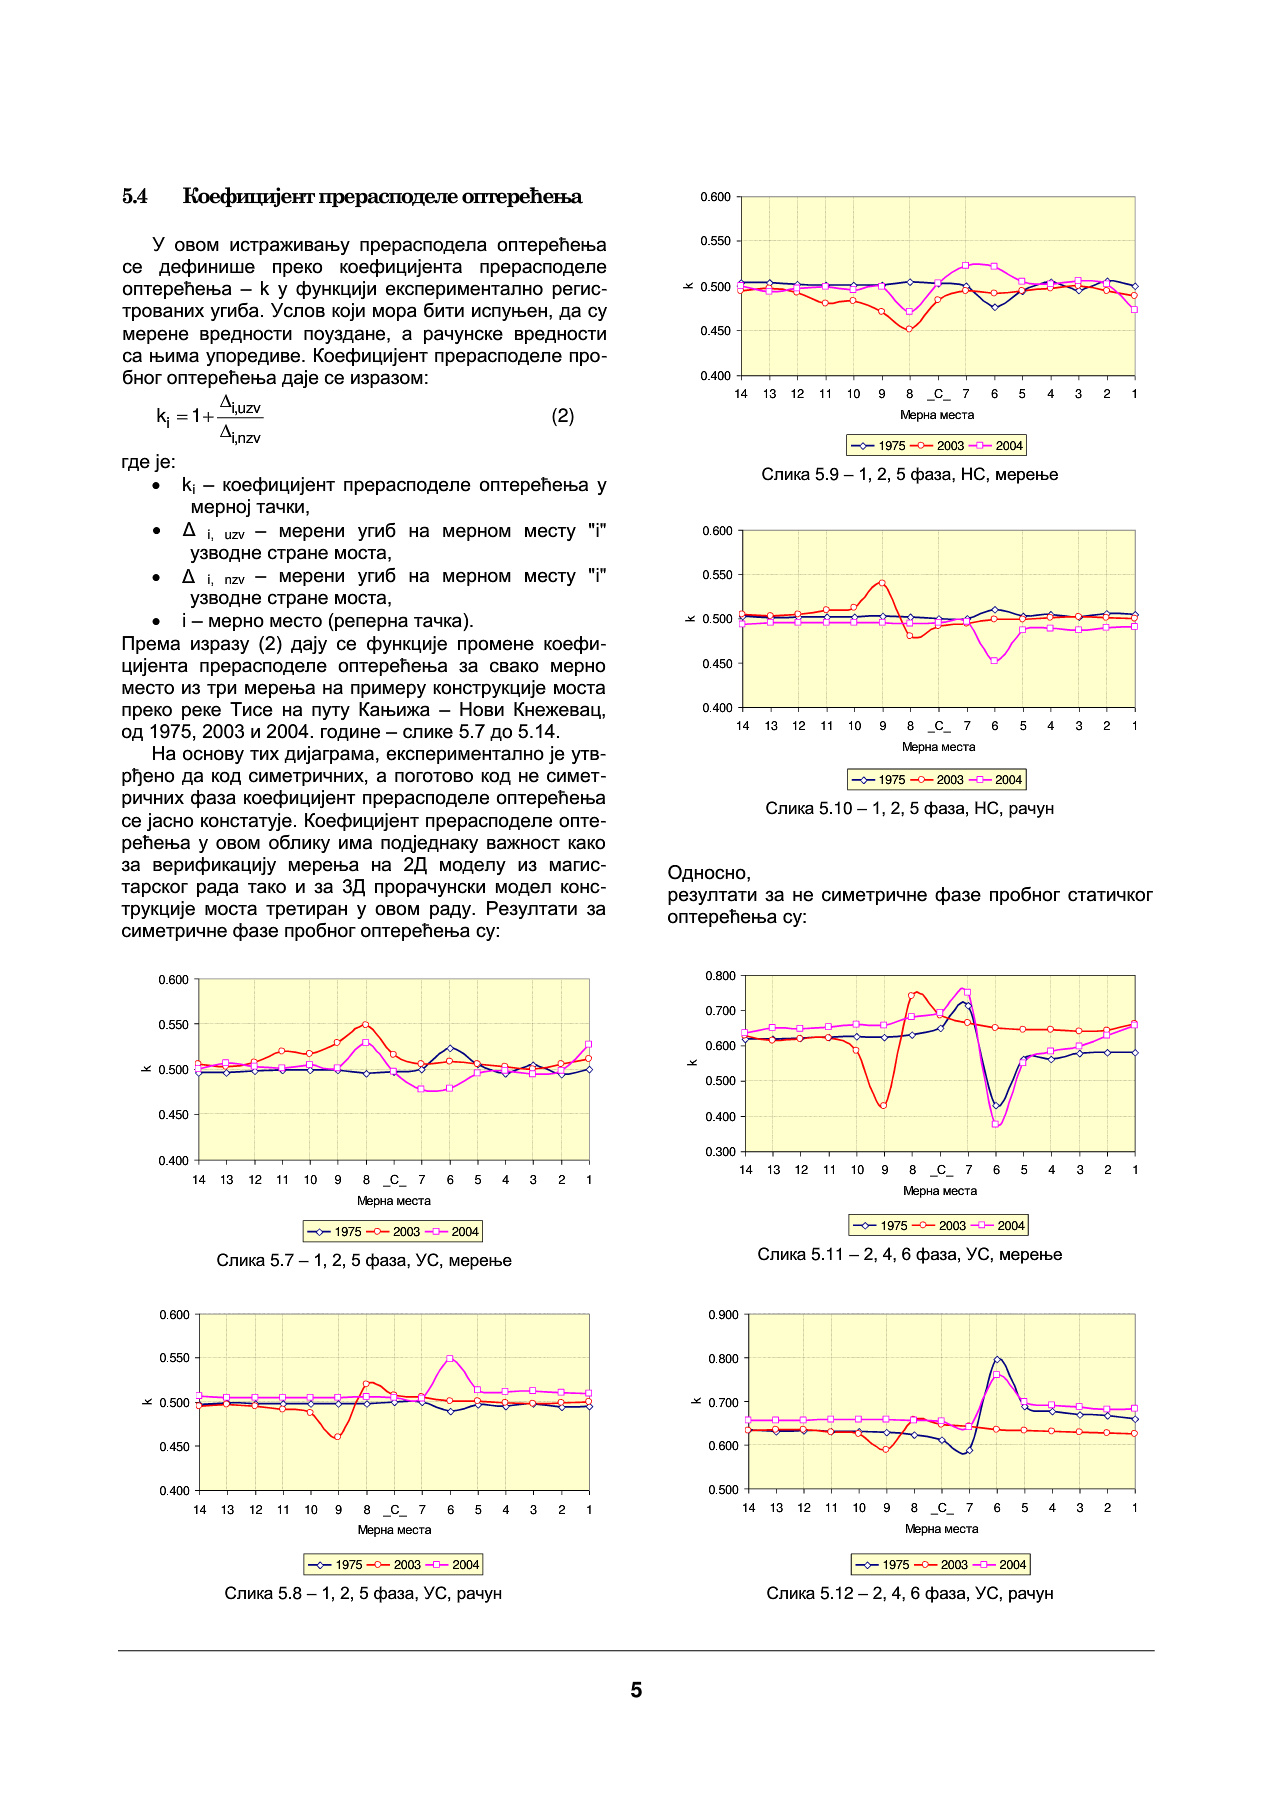 5.4 Коефицијент прерасподеле оптерећења
У овом истраживању прерасподела оптерећења
се дефинише преко коефицијента прерасподеле
оптерећења – k у функцији експериментално регис-
трованих угиба. Услов који мора бити испуњен, да су
мерене вредности поуздане, а рачунске вредности
са њима упоредиве. Коефицијент прерасподеле про-
бног оптерећења даје се изразом:
k_i = 1 + Δ_i,uzv / Δ_i,nzv (2)
где је:
• k_i – коефицијент прерасподеле оптерећења у
мерној тачки,
• Δ i, uzv – мерени угиб на мерном месту "i"
узводне стране моста,
• Δ i, nzv – мерени угиб на мерном месту "i"
узводне стране моста,
• i – мерно место (реперна тачка).
Према изразу (2) дају се функције промене коефи-
цијента прерасподеле оптерећења за свако мерно
место из три мерења на примеру конструкције моста
преко реке Тисе на путу Кањижа – Нови Кнежевац,
од 1975, 2003 и 2004. године – слике 5.7 до 5.14.
На основу тих дијаграма, експериментално је утв-
рђено да код симетричних, а поготово код не симет-
ричних фаза коефицијент прерасподеле оптерећења
се јасно констатује. Коефицијент прерасподеле опте-
рећења у овом облику има подједнаку важност како
за верификацију мерења на 2Д моделу из магис-
тарског рада тако и за 3Д прорачунски модел конс-
трукције моста третиран у овом раду. Резултати за
симетричне фазе пробног оптерећења су:
0.600
0.550
0.500
0.450
0.400
k
14 13 12 11 10 9 8 _C_ 7 6 5 4 3 2 1
Мерна места
1975 2003 2004
Слика 5.7 – 1, 2, 5 фаза, УС, мерење
0.600
0.550
0.500
0.450
0.400
k
14 13 12 11 10 9 8 _C_ 7 6 5 4 3 2 1
Мерна места
1975 2003 2004
Слика 5.8 – 1, 2, 5 фаза, УС, рачун
0.600
0.550
0.500
0.450
0.400
k
14 13 12 11 10 9 8 _C_ 7 6 5 4 3 2 1
Мерна места
1975 2003 2004
Слика 5.9 – 1, 2, 5 фаза, НС, мерење
0.600
0.550
0.500
0.450
0.400
k
14 13 12 11 10 9 8 _C_ 7 6 5 4 3 2 1
Мерна места
1975 2003 2004
Слика 5.10 – 1, 2, 5 фаза, НС, рачун
Односно,
резултати за не симетричне фазе пробног статичког
оптерећења су:
0.800
0.700
0.600
0.500
0.400
0.300
k
14 13 12 11 10 9 8 _C_ 7 6 5 4 3 2 1
Мерна места
1975 2003 2004
Слика 5.11 – 2, 4, 6 фаза, УС, мерење
0.900
0.800
0.700
0.600
0.500
k
14 13 12 11 10 9 8 _C_ 7 6 5 4 3 2 1
Мерна места
1975 2003 2004
Слика 5.12 – 2, 4, 6 фаза, УС, рачун
5